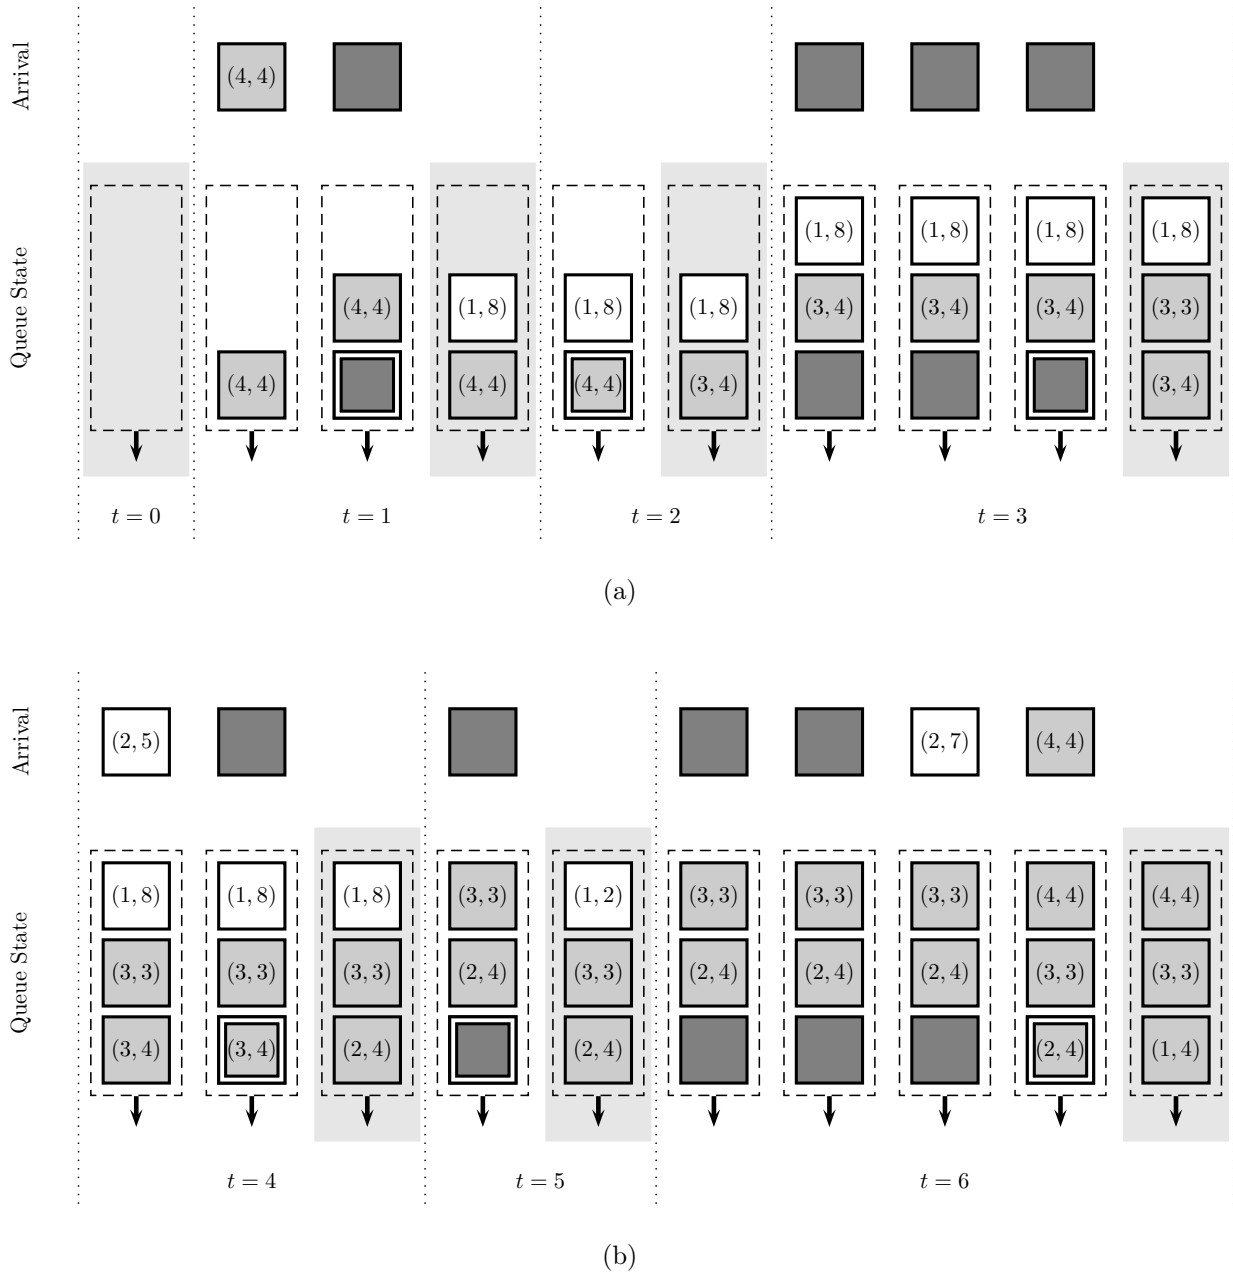 Arrival
(4, 4)
Queue State
(1, 8) (1, 8) (1, 8) (1, 8)
(4, 4) (1, 8) (1, 8) (1, 8) (3, 4) (3, 4) (3, 4) (3, 3)
(4, 4) (4, 4) (4, 4) (3, 4) (3, 4)
t = 0 t = 1 t = 2 t = 3
(a)
Arrival
(2, 5) (2, 7) (4, 4)
Queue State
(1, 8) (1, 8) (1, 8) (3, 3) (1, 2) (3, 3) (3, 3) (3, 3) (4, 4) (4, 4)
(3, 3) (3, 3) (3, 3) (2, 4) (3, 3) (2, 4) (2, 4) (2, 4) (3, 3) (3, 3)
(3, 4) (3, 4) (2, 4) (2, 4) (2, 4) (1, 4)
t = 4 t = 5 t = 6
(b)